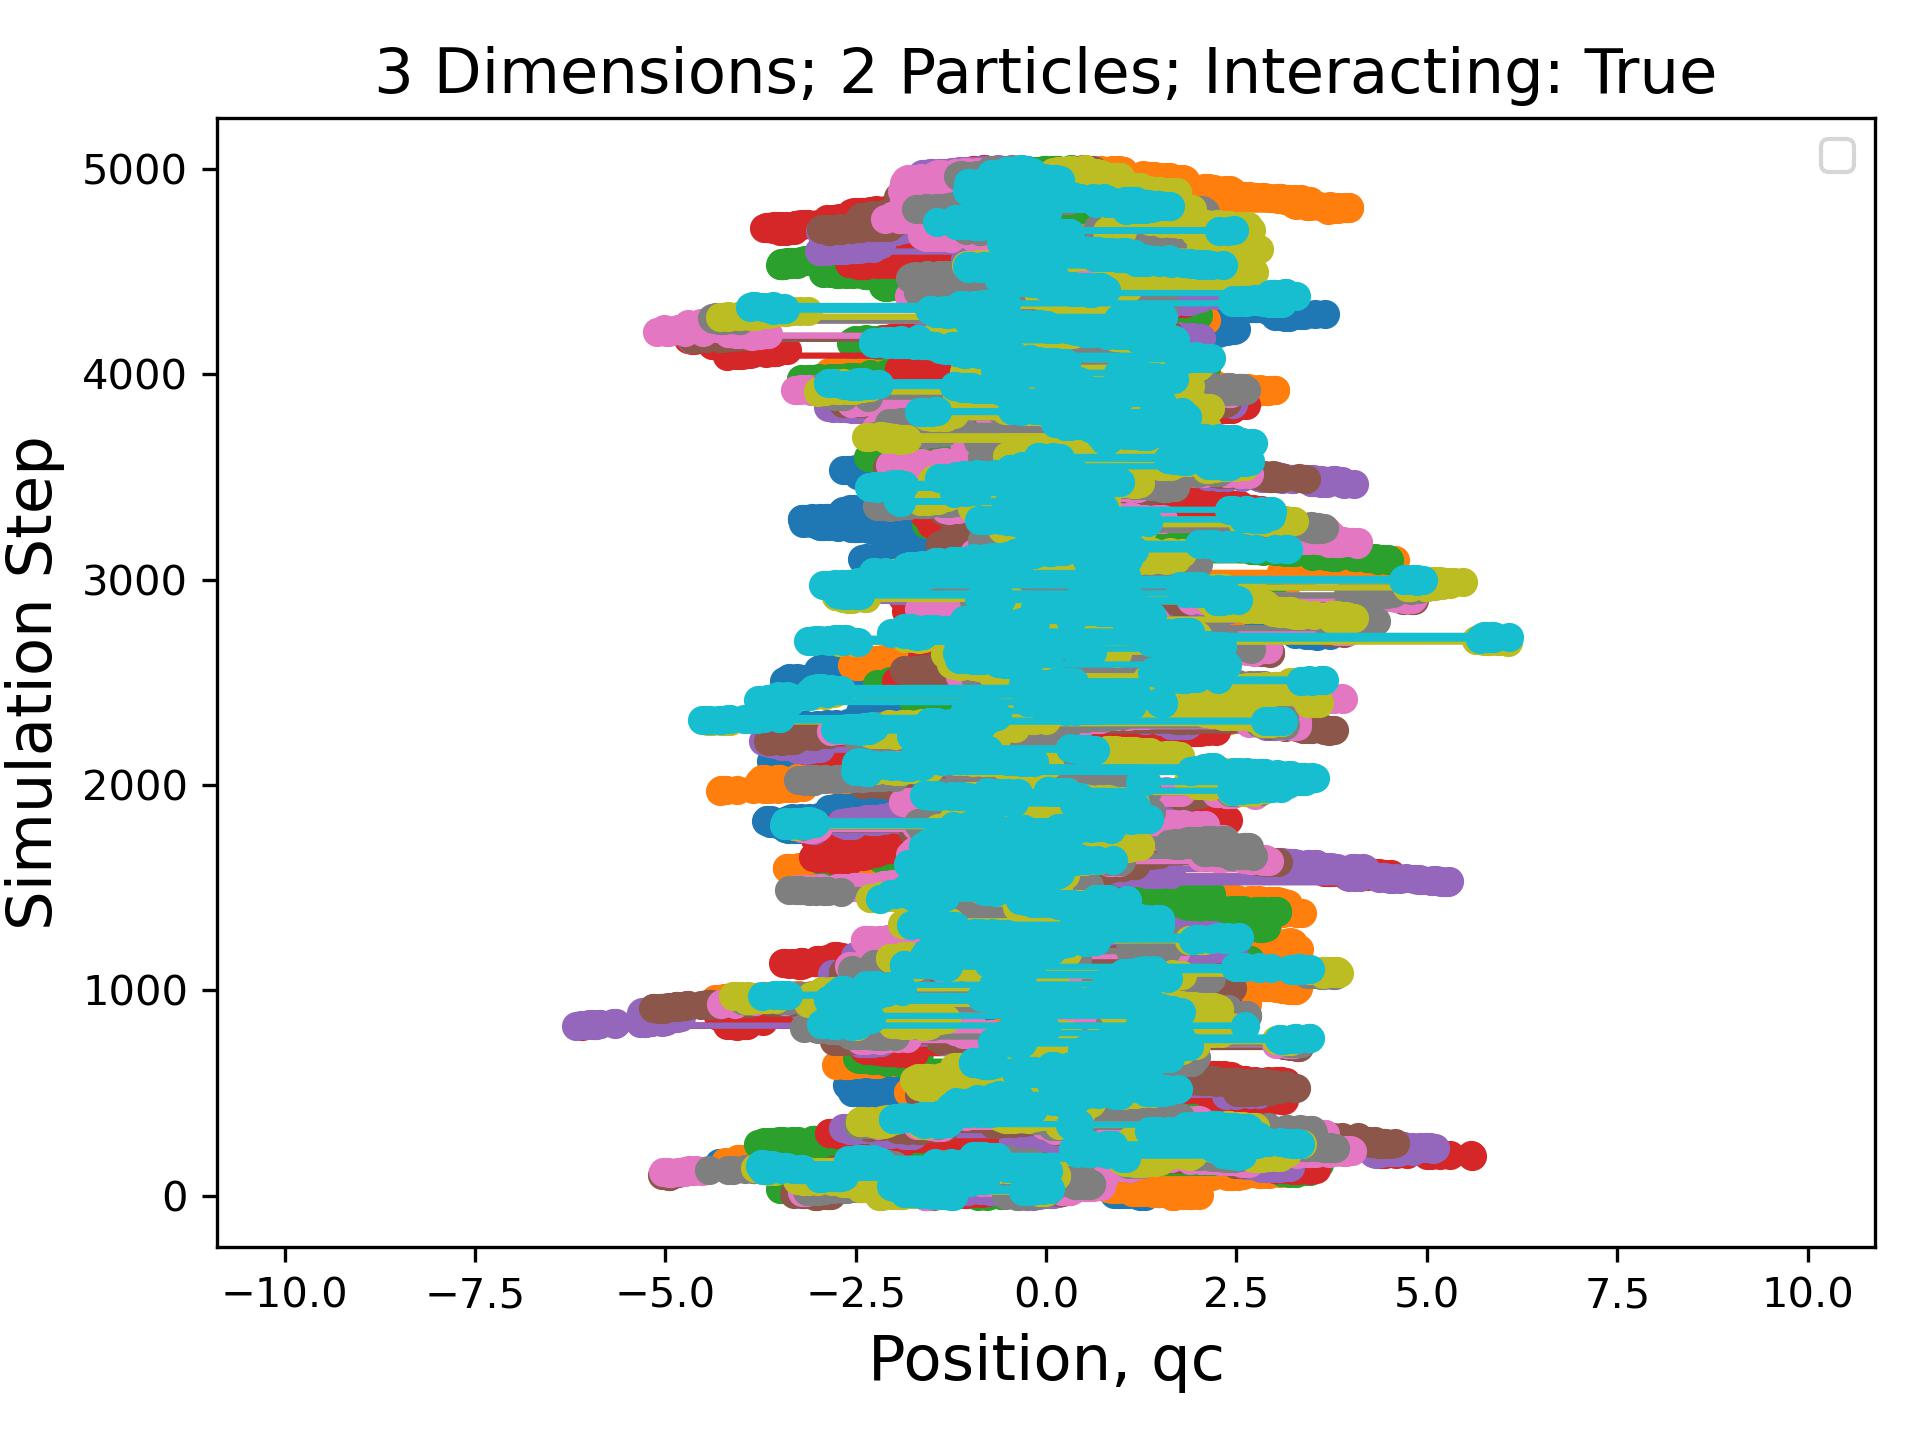 3 Dimensions; 2 Particles; Interacting: True
5000
4000
3000
2000
1000
0
Simulation Step
−10.0 −7.5 −5.0 −2.5 0.0 2.5 5.0 7.5 10.0
Position, qc